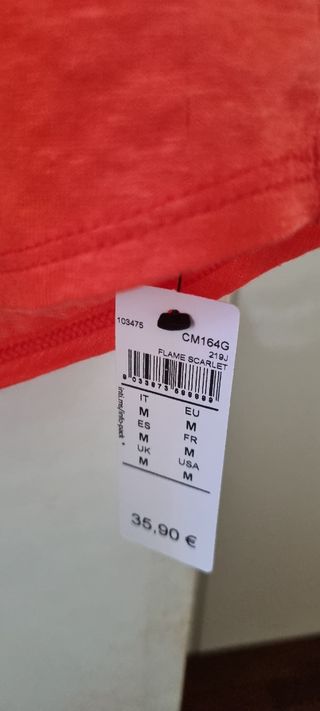 103475
CM164G
219J
FLAME SCARLET
IT
M
EU
M
ES
M
FR
M
UK
M
USA
M
35,90 €